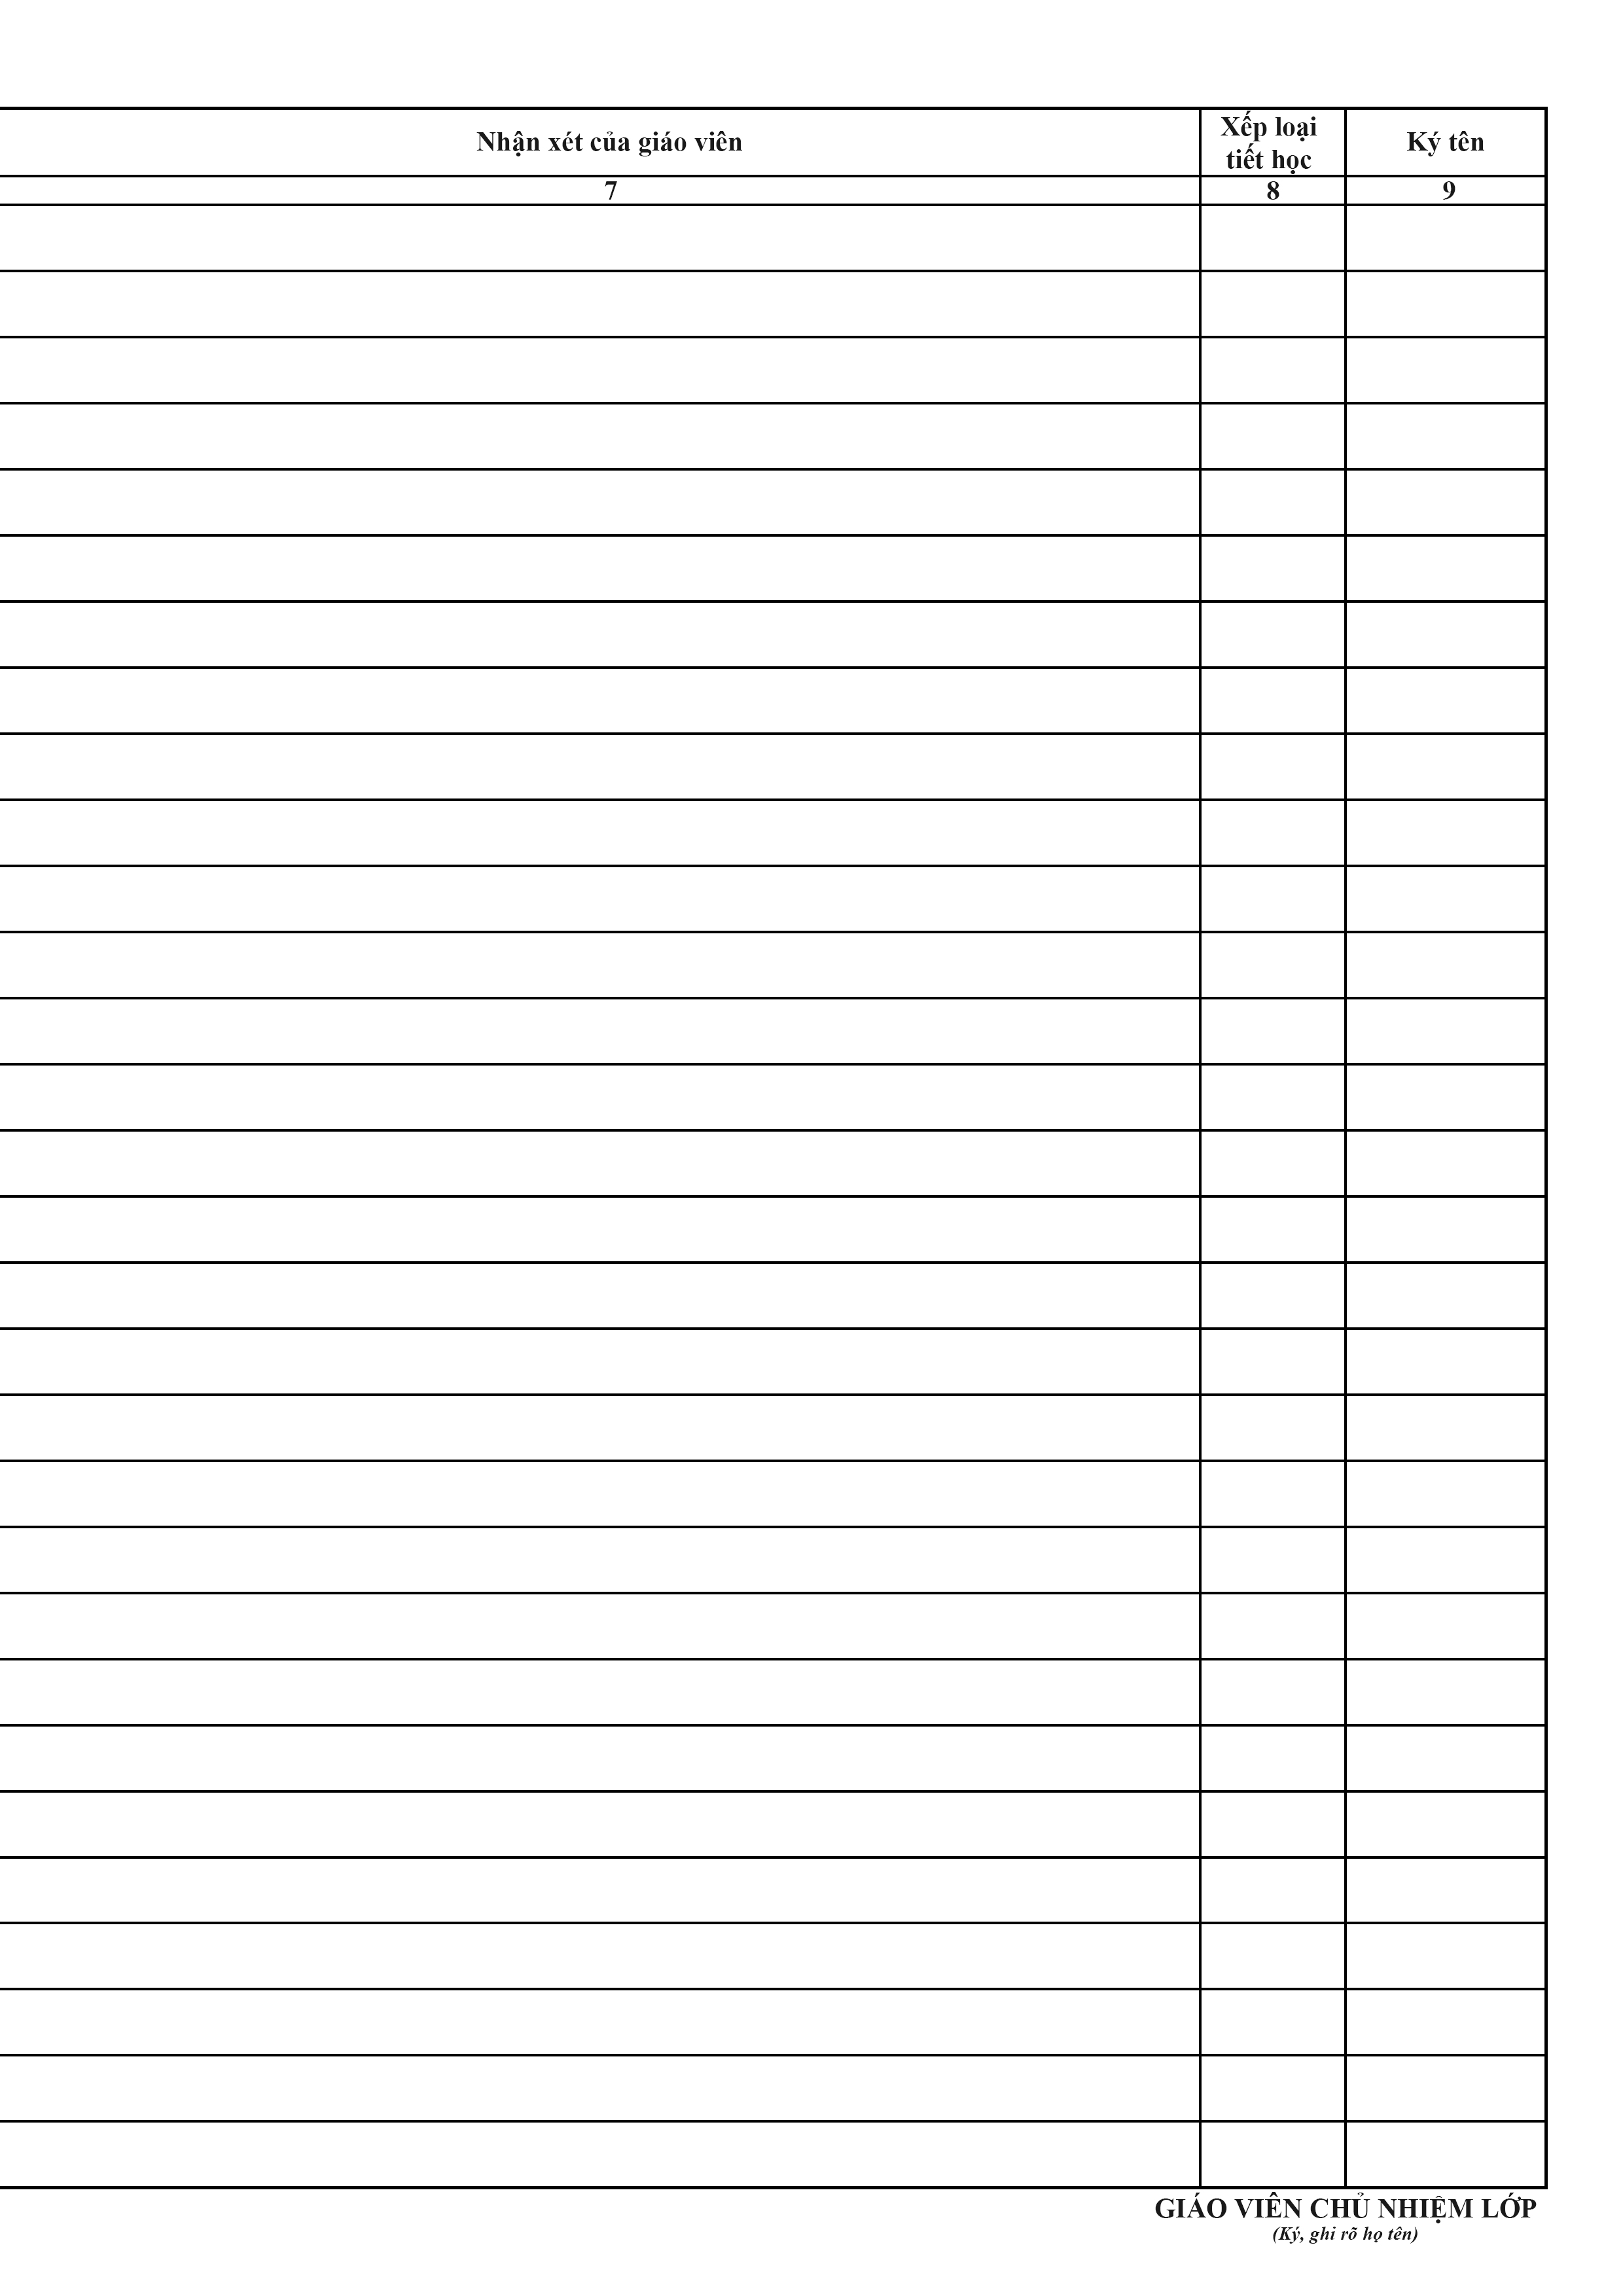 Nhận xét của giáo viên
Xếp loại
tiết học
Ký tên
7
8
9
GIÁO VIÊN CHỦ NHIỆM LỚP
(Ký, ghi rõ họ tên)